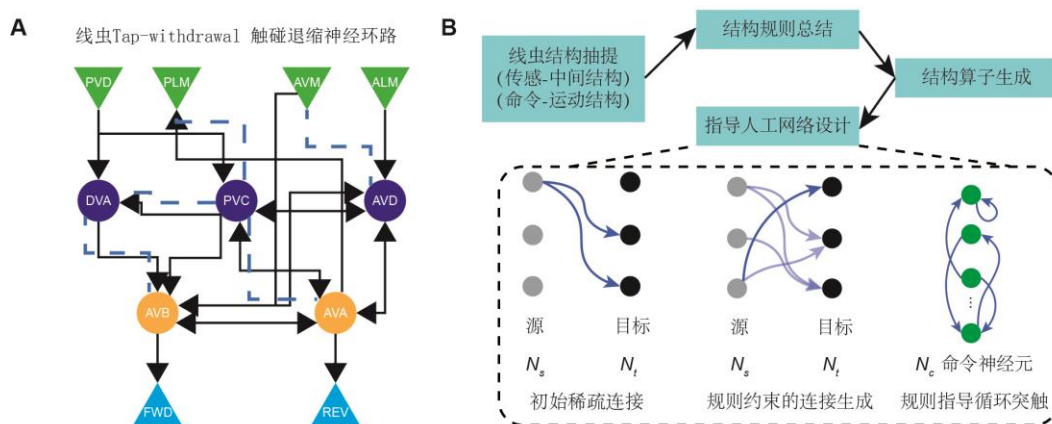 A
线虫Tap-withdrawal 触碰退缩神经环路
PVD
PLM
AVM
ALM
DVA
PVC
AVD
AVB
AVA
FWD
REV
B
线虫结构抽提
(传感-中间结构)
(命令-运动结构)
结构规则总结
结构算子生成
指导人工网络设计
源
目标
Ns
Nt
初始稀疏连接
源
目标
Ns
Nt
规则约束的连接生成
...
Nc 命令神经元
规则指导循环突触